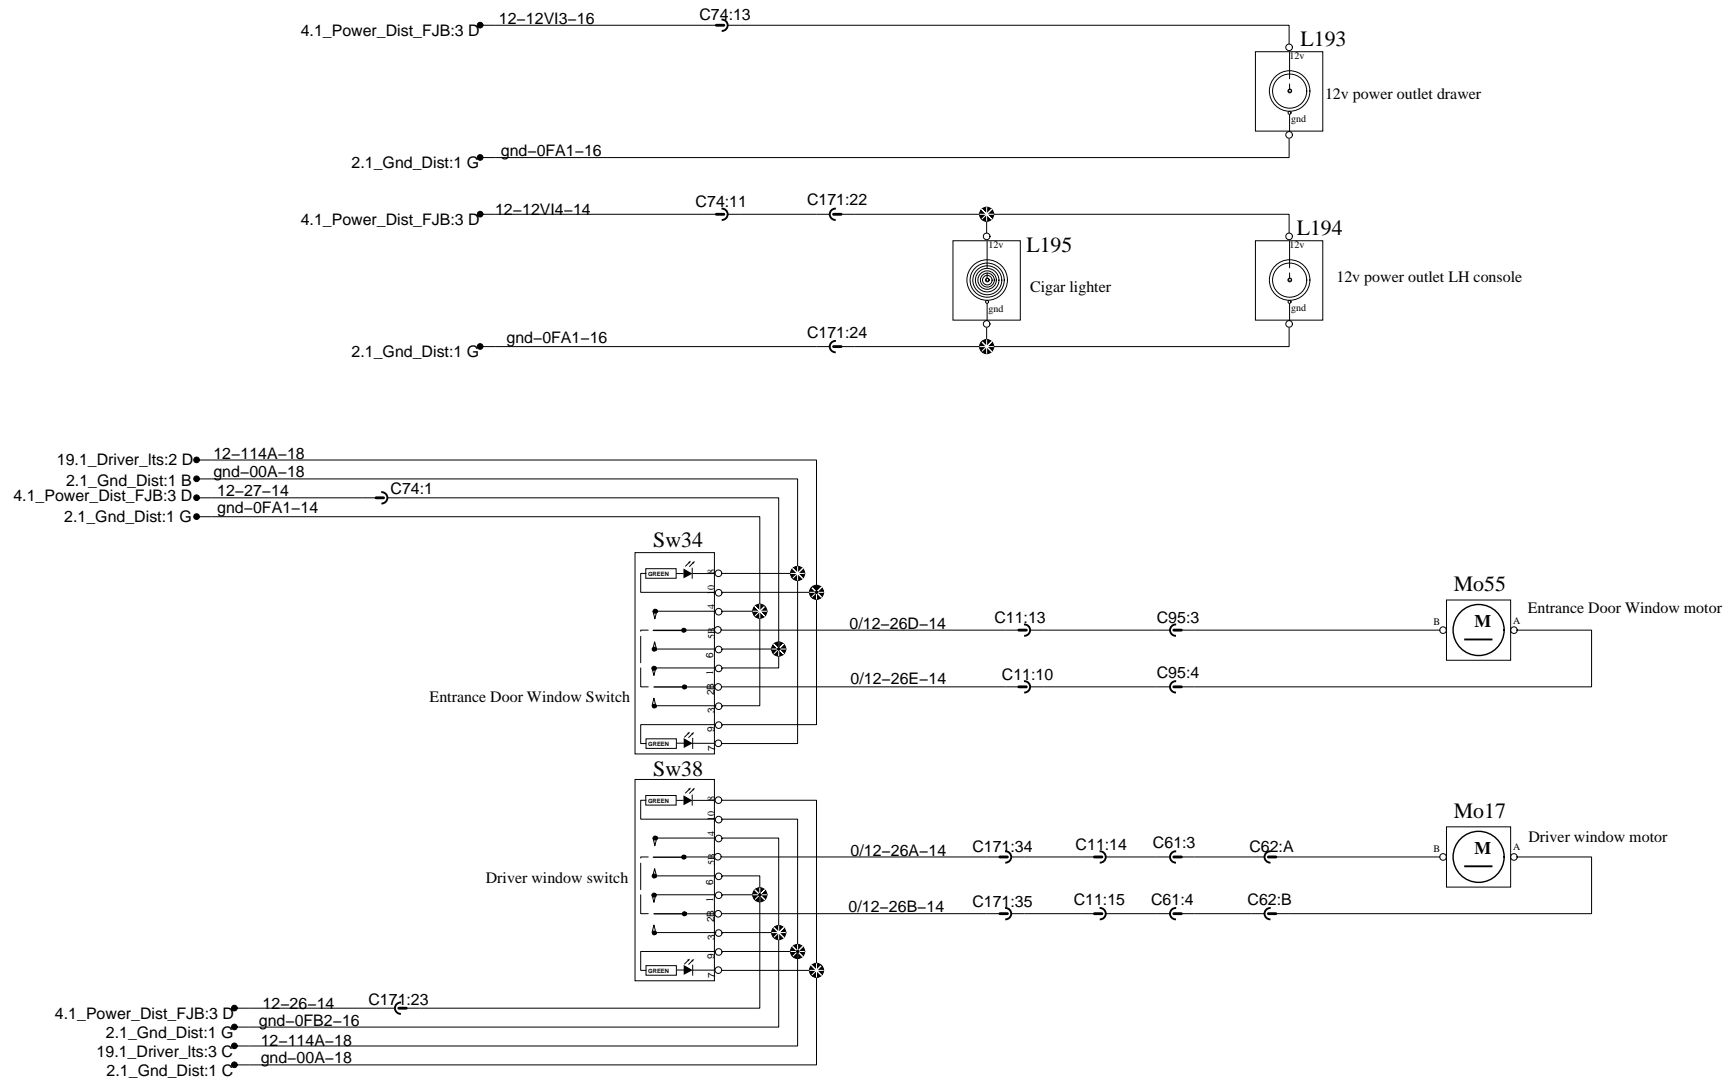 4.1_Power_Dist_FJB:3 D
12–12VI3–16
C74:13
L193
12v
12v power outlet drawer
gnd
2.1_Gnd_Dist:1 G
gnd–0FA1–16
4.1_Power_Dist_FJB:3 D
12–12VI4–14
C74:11
C171:22
L195
L194
12v
12v
Cigar lighter
12v power outlet LH console
gnd
gnd
2.1_Gnd_Dist:1 G
gnd–0FA1–16
C171:24
19.1_Driver_lts:2 D
12–114A–18
2.1_Gnd_Dist:1 B
gnd–00A–18
4.1_Power_Dist_FJB:3 D
12–27–14
C74:1
2.1_Gnd_Dist:1 G
gnd–0FA1–14
Sw34
GREEN
8
10
4
5B
6
1
2B
3
9
GREEN
7
Entrance Door Window Switch
0/12–26D–14
C11:13
C95:3
Mo55
B
M
A
Entrance Door Window motor
0/12–26E–14
C11:10
C95:4
Sw38
GREEN
8
10
4
5B
6
1
2B
3
9
GREEN
7
Driver window switch
0/12–26A–14
C171:34
C11:14
C61:3
C62:A
Mo17
B
M
A
Driver window motor
0/12–26B–14
C171:35
C11:15
C61:4
C62:B
4.1_Power_Dist_FJB:3 D
12–26–14
C171:23
2.1_Gnd_Dist:1 G
gnd–0FB2–16
19.1_Driver_lts:3 C
12–114A–18
2.1_Gnd_Dist:1 C
gnd–00A–18